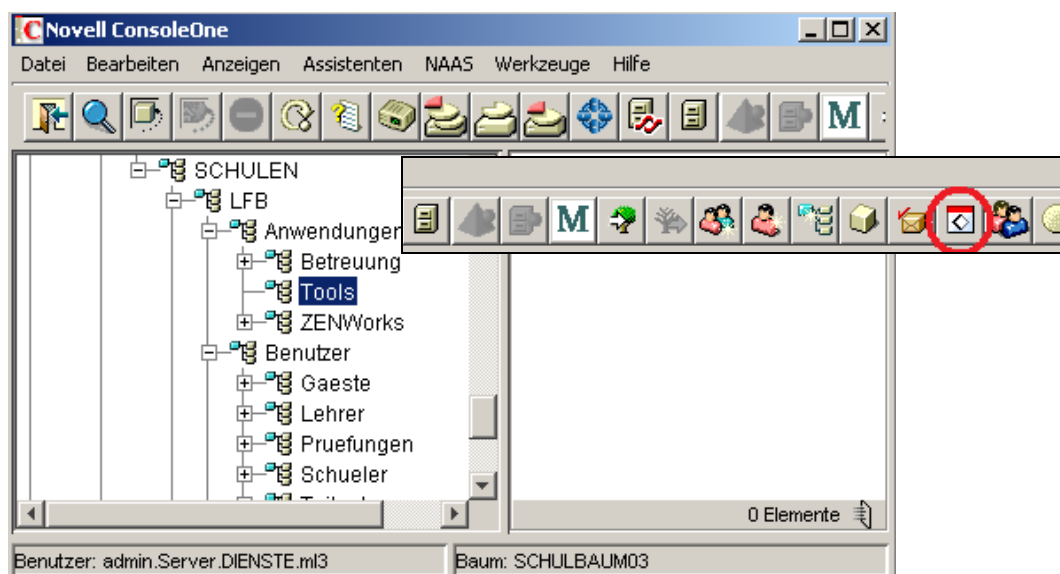 Novell ConsoleOne
Datei Bearbeiten Anzeigen Assistenten NAAS Werkzeuge Hilfe
M
SCHULEN
LFB
Anwendungen
M
Betreuung
Tools
ZENWorks
Benutzer
Gaeste
Lehrer
Pruefungen
Schueler
0 Elemente
Benutzer: admin.Server.DIENSTE.ml3
Baum: SCHULBAUM03